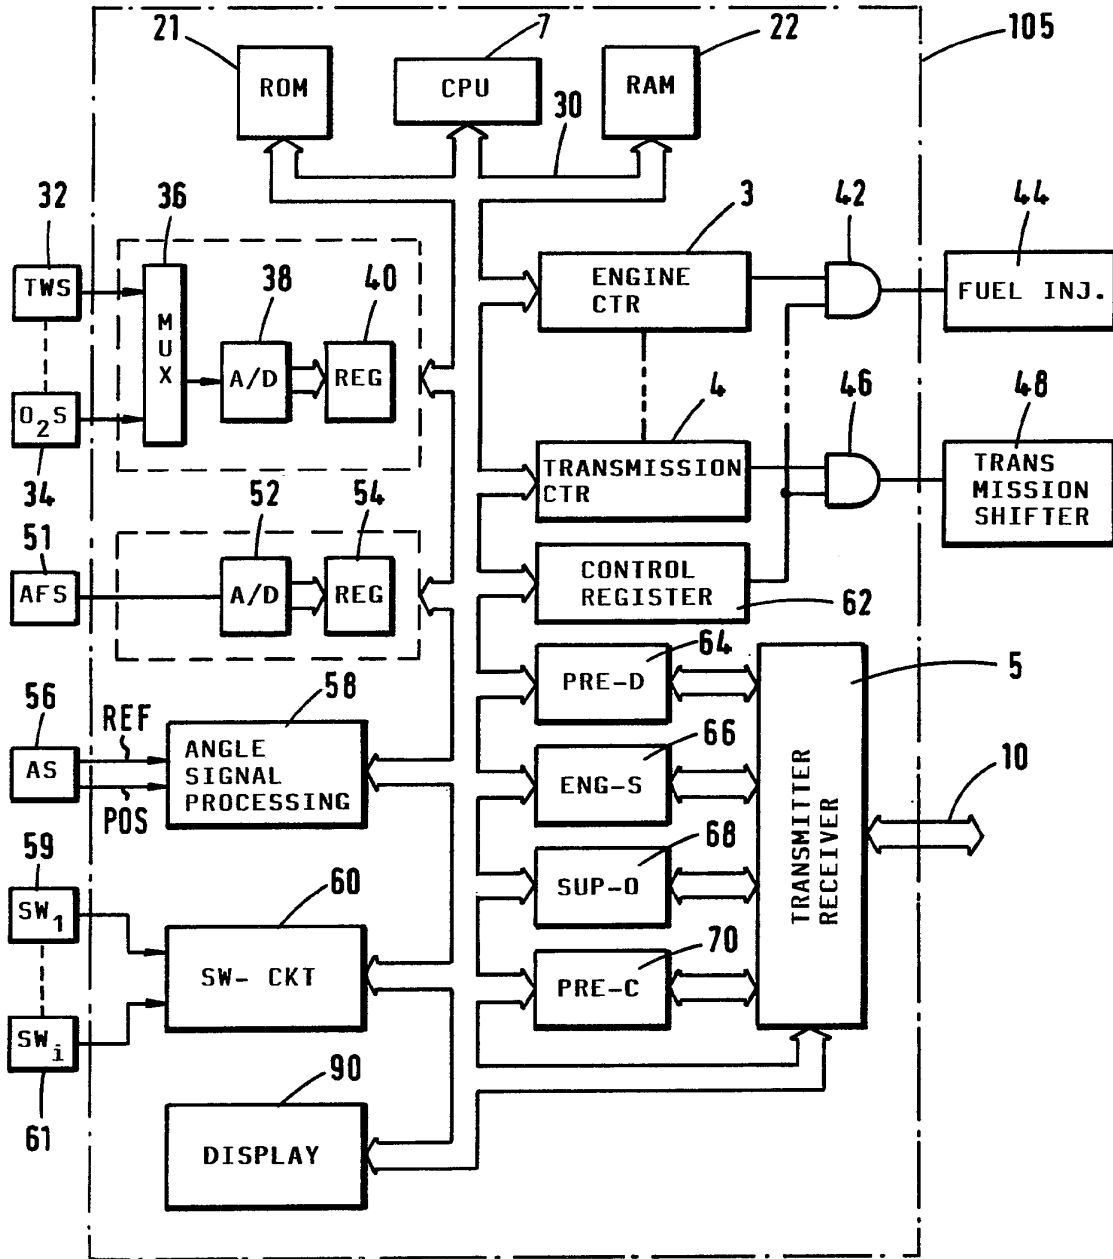 21
7
22
105
ROM
CPU
RAM
30
32
36
3
42
44
TWS
MUX
38
40
ENGINE
CTR
FUEL INJ.
A/D
REG
O2S
34
4
46
48
TRANSMISSION
CTR
TRANS
MISSION
SHIFTER
51
52
54
AFS
A/D
REG
CONTROL
REGISTER
62
64
5
PRE-D
56
REF
58
AS
POS
ANGLE
SIGNAL
PROCESSING
66
ENG-S
10
TRANSMITTER
RECEIVER
59
SW1
60
68
SUP-O
SW- CKT
70
PRE-C
SWi
61
90
DISPLAY